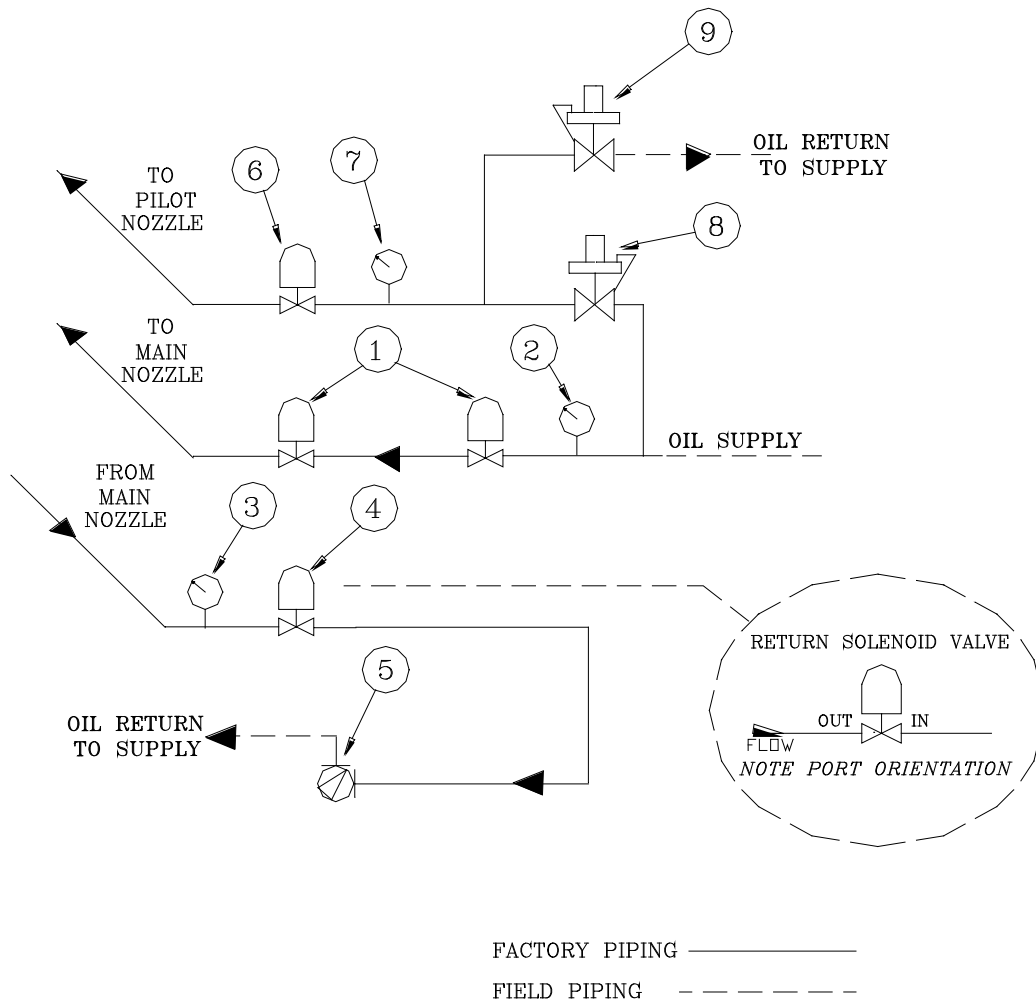 9
OIL RETURN
TO SUPPLY
6
7
TO
PILOT
NOZZLE
8
TO
MAIN
NOZZLE
1
2
OIL SUPPLY
FROM
MAIN
NOZZLE
3
4
RETURN SOLENOID VALVE
5
OIL RETURN
TO SUPPLY
OUT IN
FLOW
NOTE PORT ORIENTATION
FACTORY PIPING
FIELD PIPING